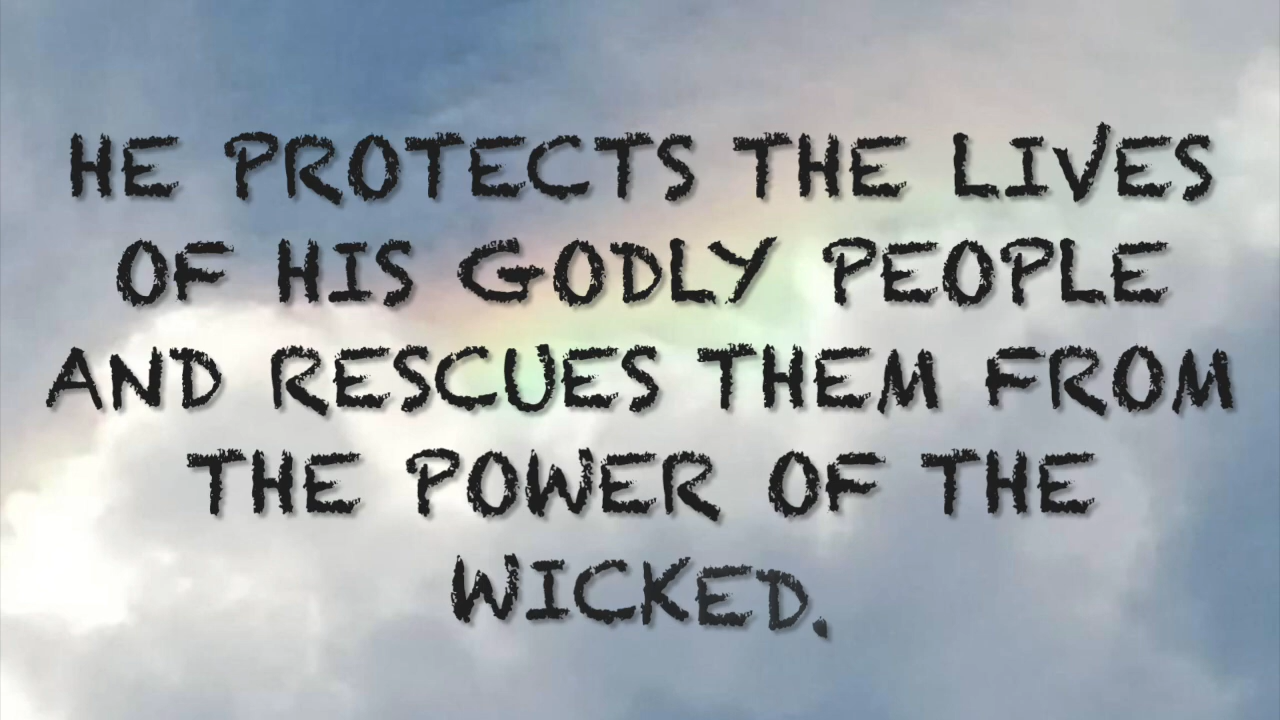 HE PROTECTS THE LIVES
OF HIS GODLY PEOPLE
AND RESCUES THEM FROM
THE POWER OF THE
WICKED.